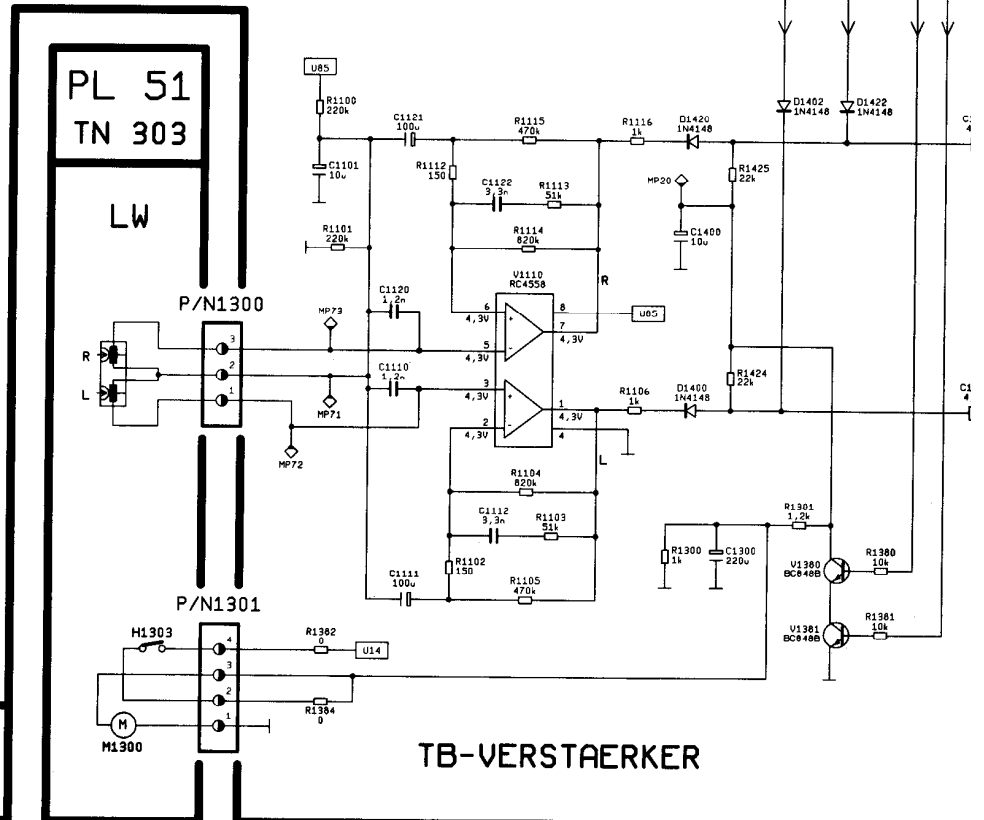 PL 51
TN 303
LW
U85
R1100
220k
C1121
100u
R1115
470k
R1116
1k
D1420
1N4148
D1402
1N4148
D1422
1N4148
C1101
10u
R1112
150
C1122
3,3n
R1113
51k
MP20
R1425
22k
R1101
220k
R1114
820k
C1400
10u
V1110
RC4558
R
P/N1300
MP73
C1120
1,2n
6
4,3V
+
8
U85
7
4,3V
3
R
5
4,3V
-
2
C1110
1,2n
3
4,3V
+
R1424
22k
L
1
MP71
R1106
1k
D1400
1N4148
1
4,3V
2
4,3V
-
4
MP72
L
R1104
820k
C1112
3,3n
R1103
51k
R1301
1,2k
R1102
150
R1300
1k
C1300
220u
V1380
BC848B
R1380
10k
C1111
100u
R1105
470k
P/N1301
V1381
BC848B
R1381
10k
H1303
4
R1382
0
U14
3
2
R1384
0
M
1
M1300
TB-VERSTAERKER